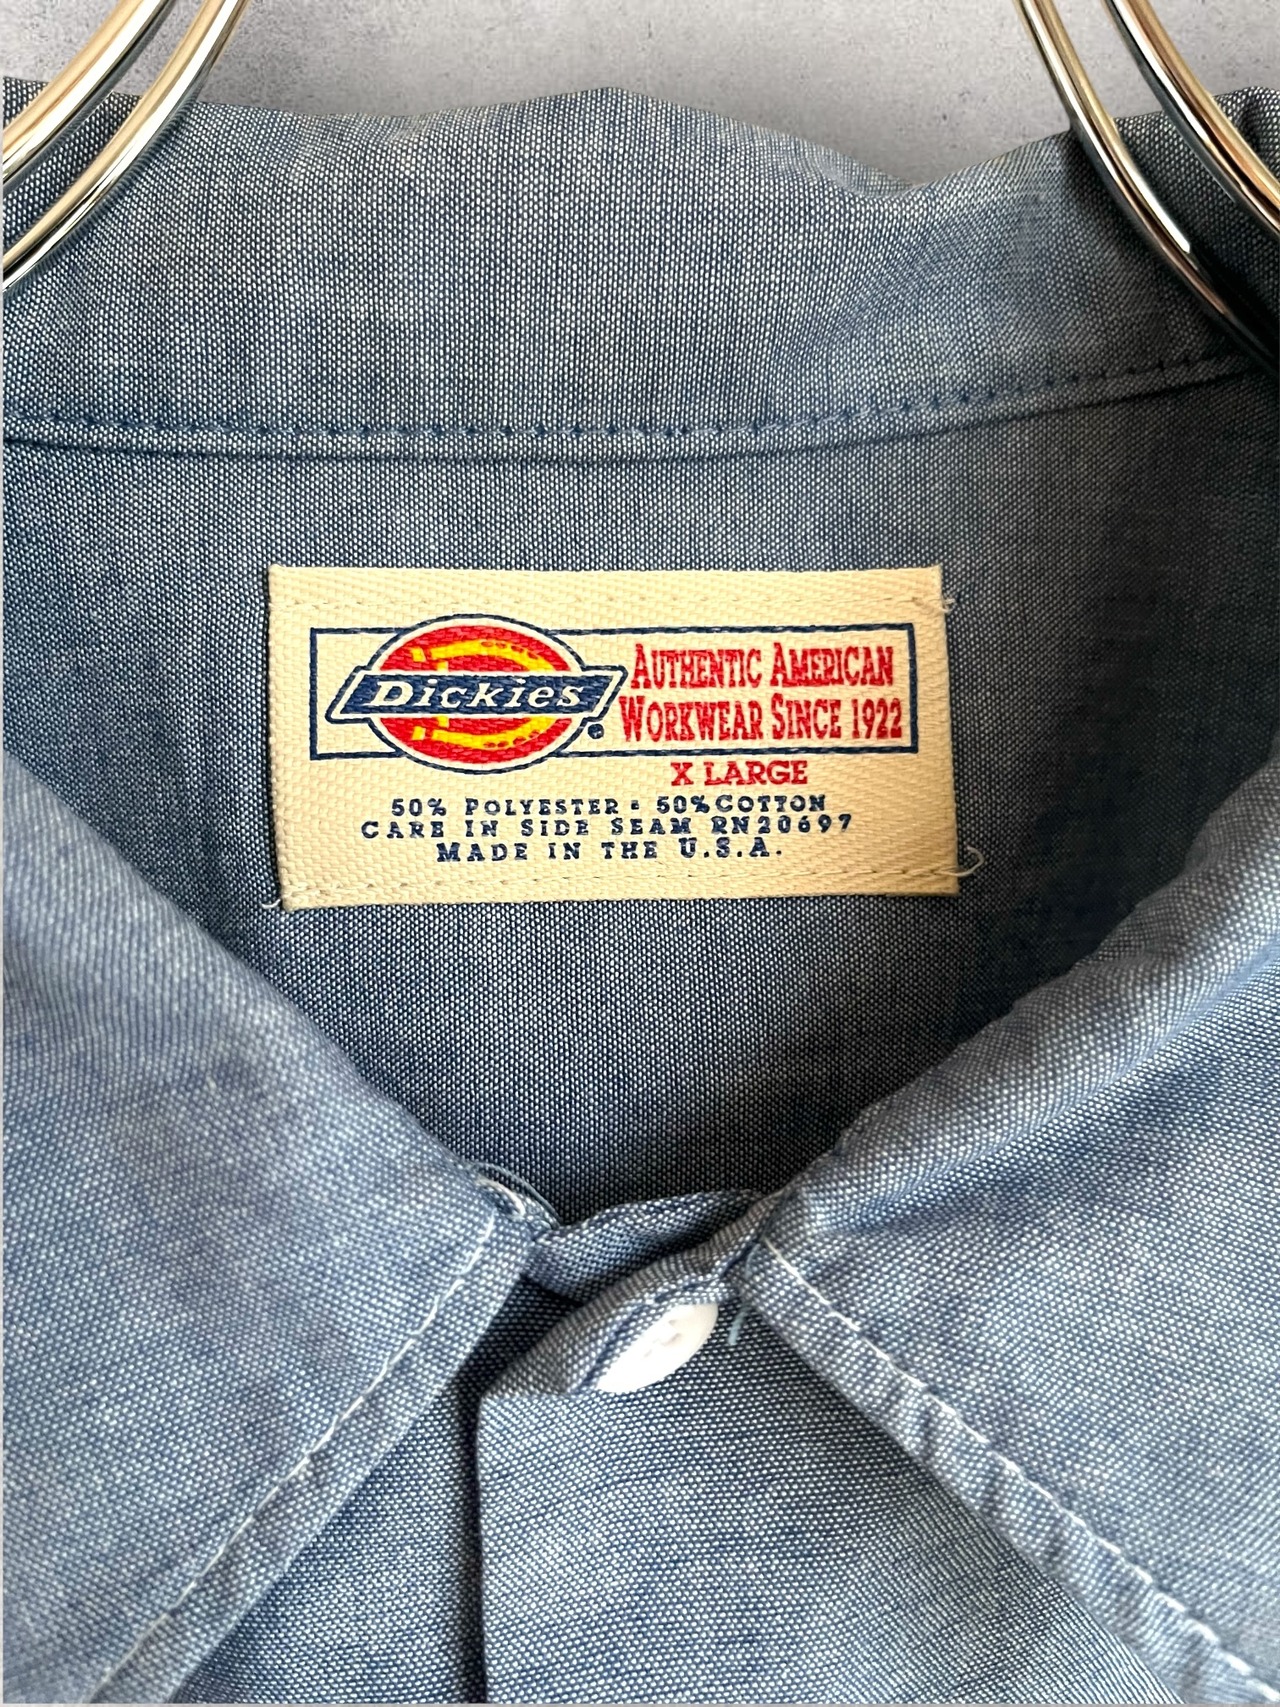 Dickies
AUTHENTIC AMERICAN
WORKWEAR SINCE 1922
X LARGE
50% POLYESTER • 50% COTTON
CARE IN SIDE SEAM RN20697
MADE IN THE U.S.A.